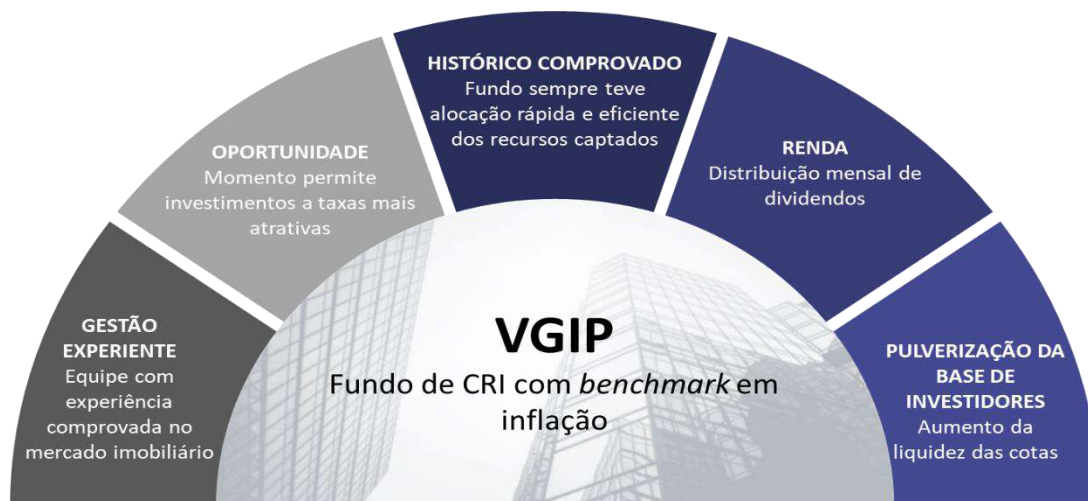 HISTÓRICO COMPROVADO
Fundo sempre teve
alocação rápida e eficiente
dos recursos captados
OPORTUNIDADE
Momento permite
investimentos a taxas mais
atrativas
RENDA
Distribuição mensal de
dividendos
GESTÃO
EXPERIENTE
Equipe com
experiência
comprovada no
mercado imobiliário
VGIP
Fundo de CRI com benchmark em
inflação
PULVERIZAÇÃO DA
BASE DE
INVESTIDORES
Aumento da
liquidez das cotas